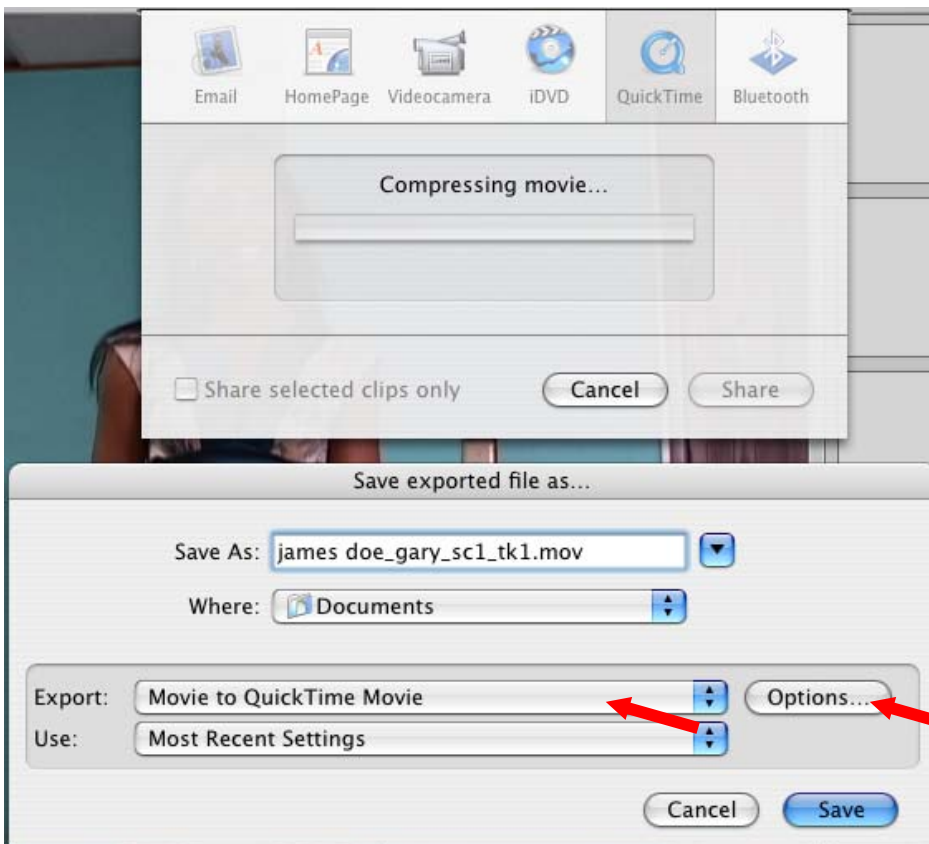 Email HomePage Videocamera iDVD QuickTime Bluetooth
Compressing movie...
Share selected clips only Cancel Share
Save exported file as...
Save As: james doe_gary_sc1_tk1.mov
Where: Documents
Export: Movie to QuickTime Movie Options...
Use: Most Recent Settings
Cancel Save